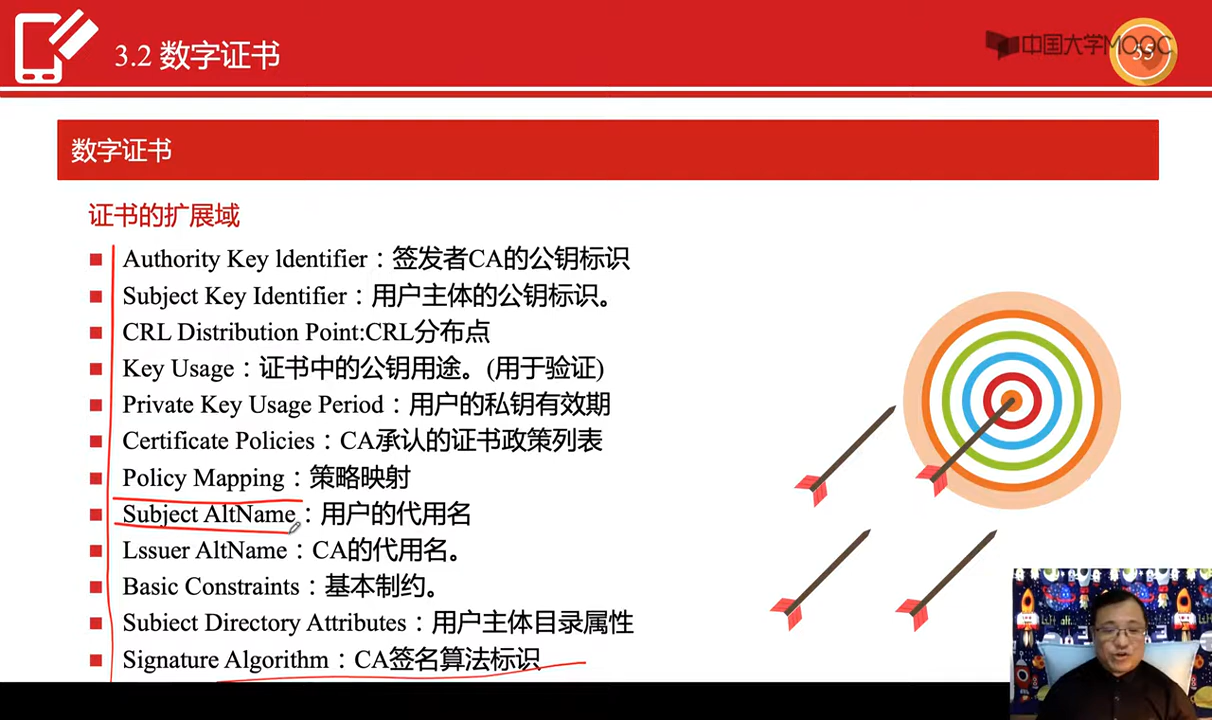 3.2 数字证书
中国大学MOOC
35
数字证书
证书的扩展域
Authority Key ldentifier：签发者CA的公钥标识
Subject Key Identifier：用户主体的公钥标识。
CRL Distribution Point:CRL分布点
Key Usage：证书中的公钥用途。(用于验证)
Private Key Usage Period：用户的私钥有效期
Certificate Policies：CA承认的证书政策列表
Policy Mapping：策略映射
Subject AltName：用户的代用名
Lssuer AltName：CA的代用名。
Basic Constraints：基本制约。
Subiect Directory Attributes：用户主体目录属性
Signature Algorithm：CA签名算法标识